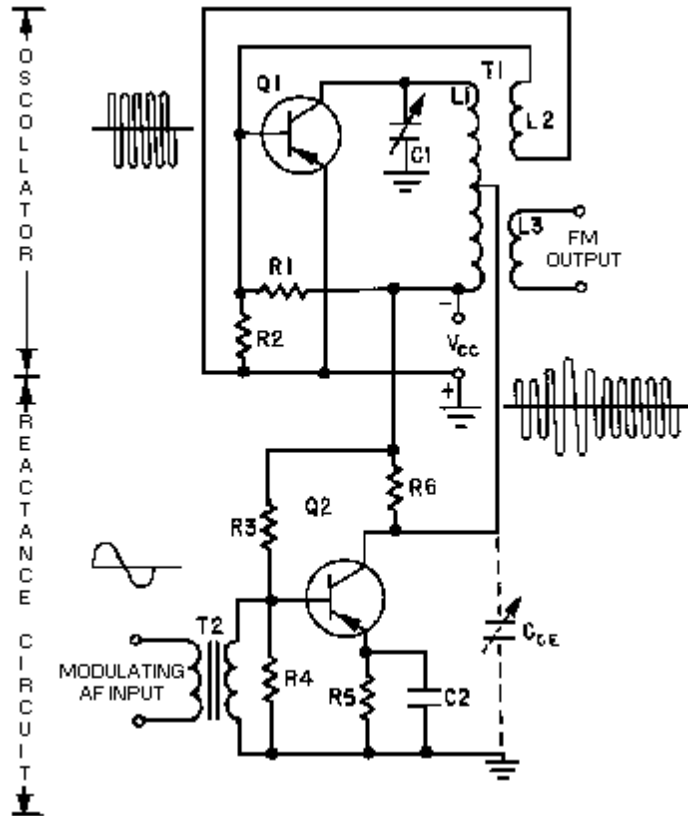 OSCOLLATOR
Q1
C1
L1
T1
L2
L3
FM
OUTPUT
R1
R2
-
VCC
+
REACTANCE CIRCUIT
R3
Q2
R6
CCE
T2
MODULATING
AF INPUT
R4
R5
C2